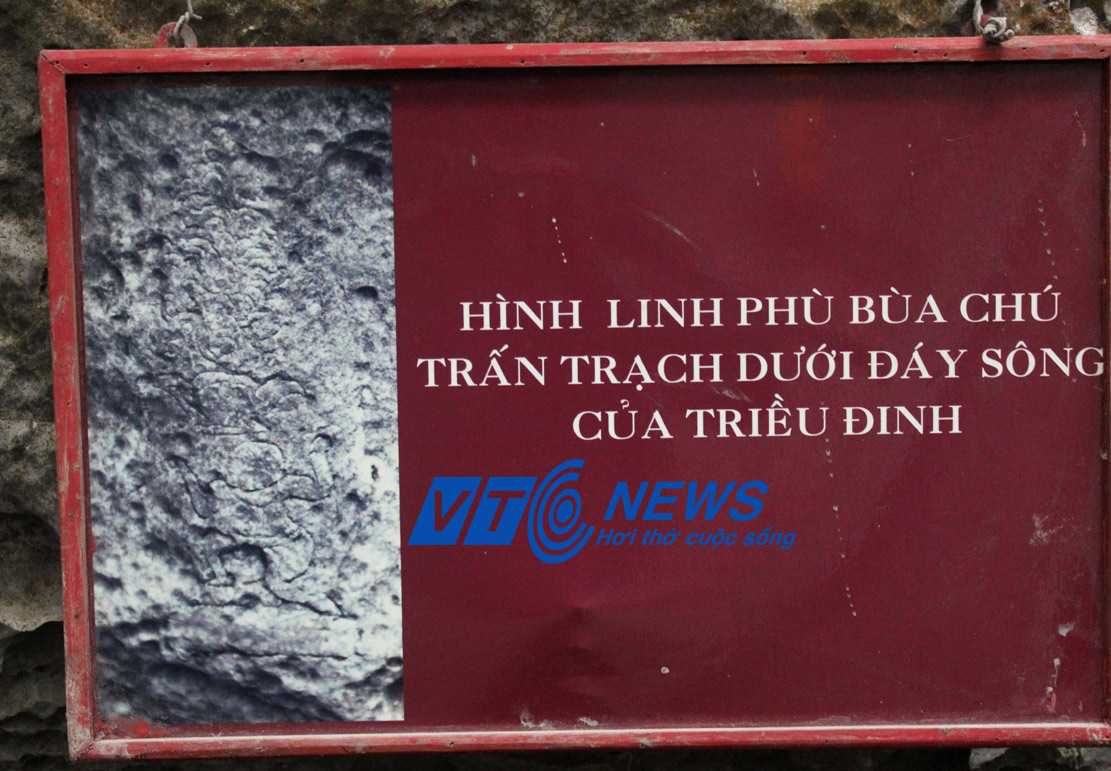 HÌNH LINH PHÙ BÙA CHÚ
TRẤN TRẠCH DƯỚI ĐÁY SÔNG
CỦA TRIỀU ĐINH
VTC NEWS
Hơi thở cuộc sống